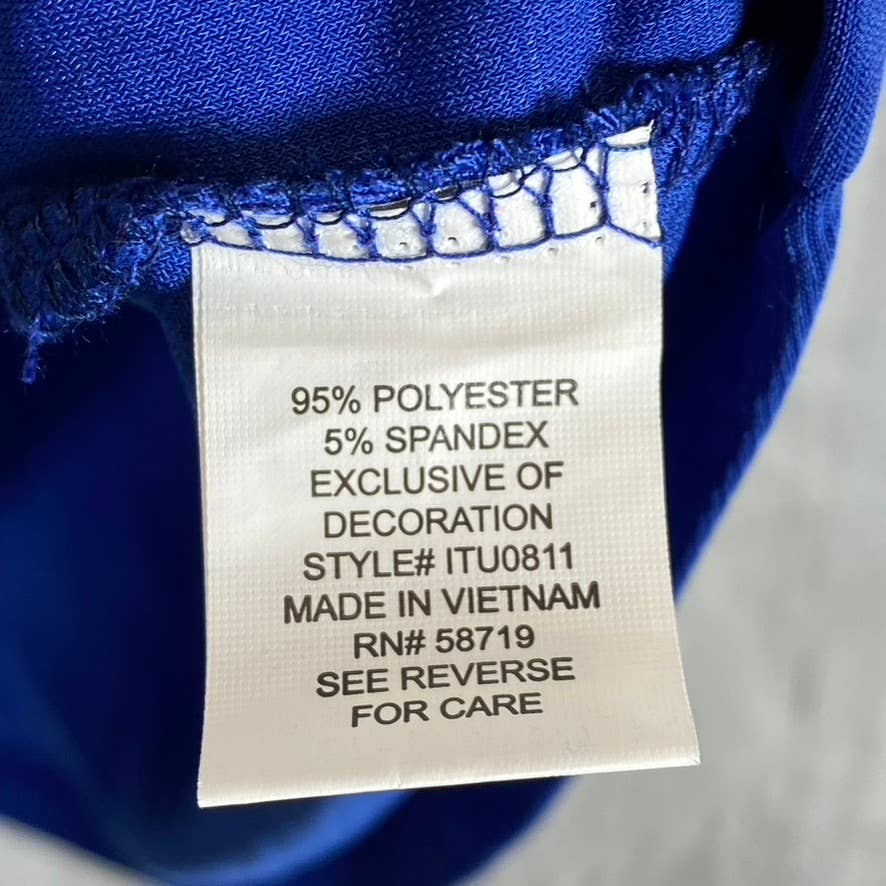 95% POLYESTER
5% SPANDEX
EXCLUSIVE OF
DECORATION
STYLE# ITU0811
MADE IN VIETNAM
RN# 58719
SEE REVERSE
FOR CARE